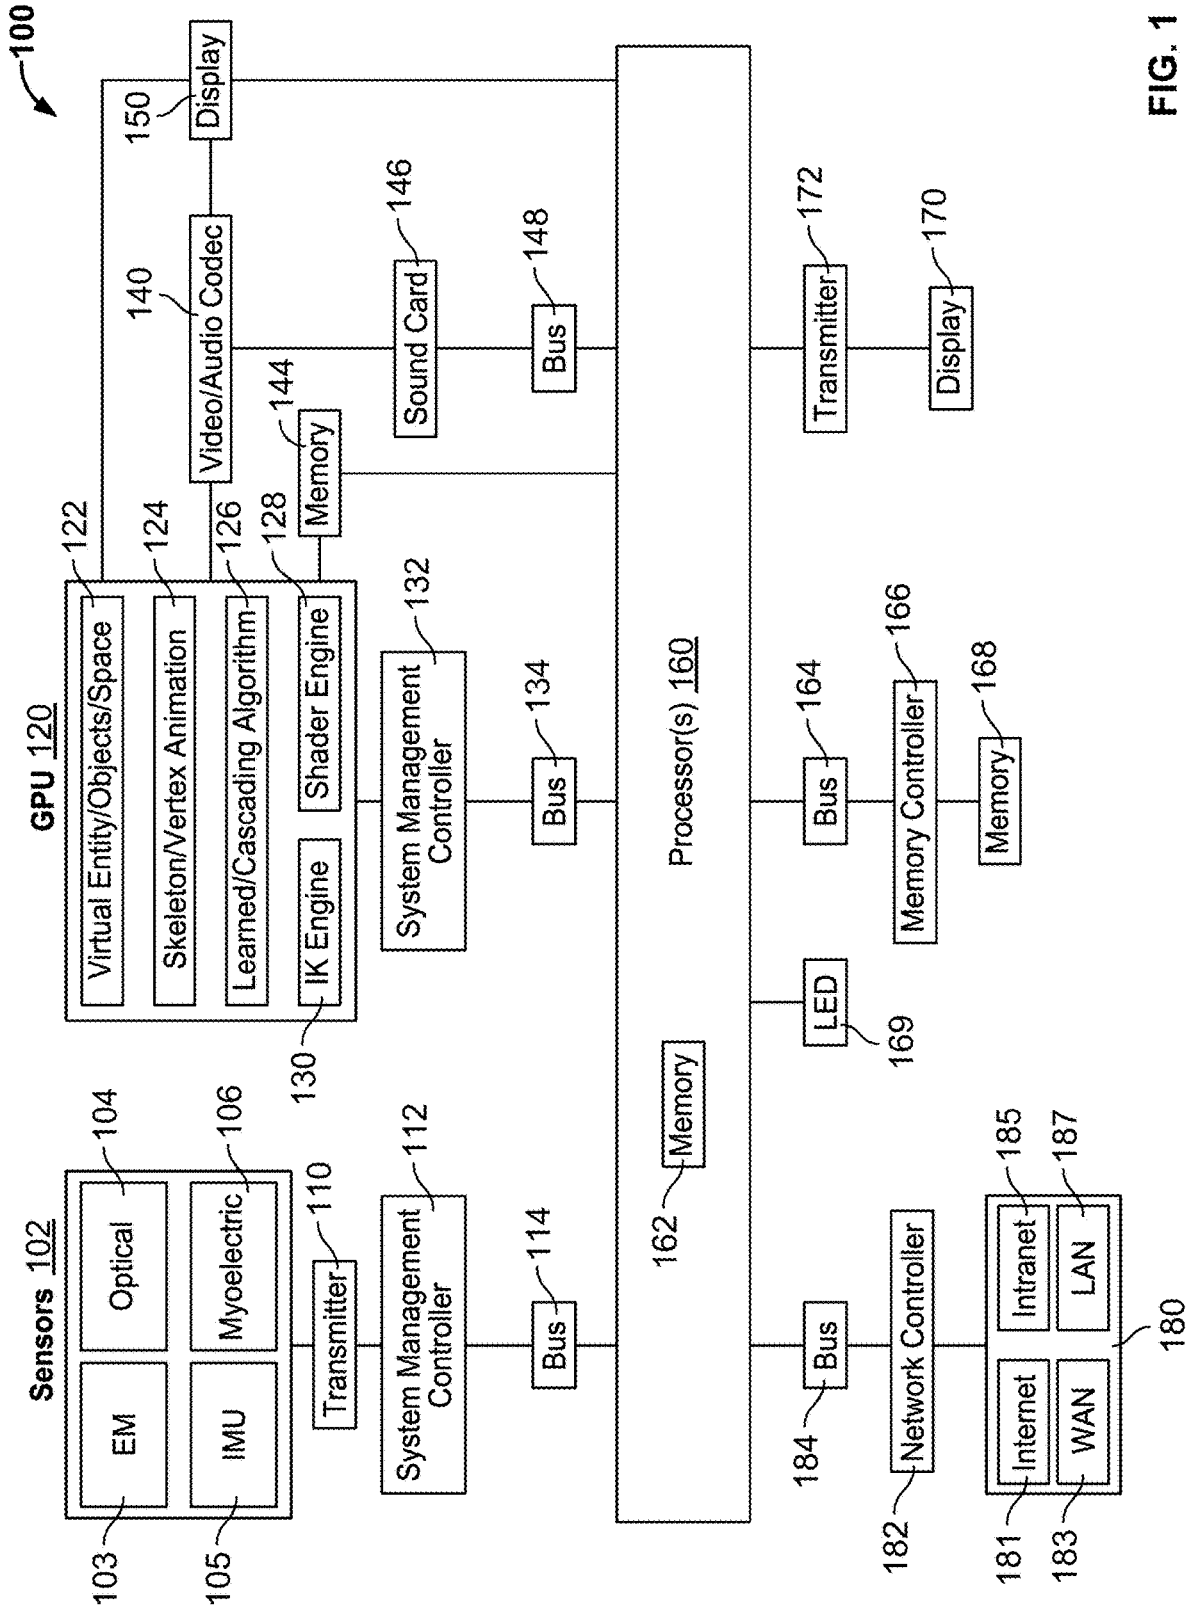 100
Sensors 102
GPU 120
103
EM
Optical
104
105
IMU
Myoelectric
106
Transmitter
110
System Management
Controller
112
Bus
114
Virtual Entity/Objects/Space
122
Skeleton/Vertex Animation
124
Learned/Cascading Algorithm
126
130
IK Engine
Shader Engine
128
System Management
Controller
132
Bus
134
Memory
144
Video/Audio Codec
140
Display
150
Sound Card
146
Bus
148
Processor(s) 160
Memory
162
184
Bus
182
Network Controller
181
Internet
Intranet
185
183
WAN
LAN
187
180
LED
169
Bus
164
Memory Controller
166
Memory
168
Transmitter
172
Display
170
FIG. 1